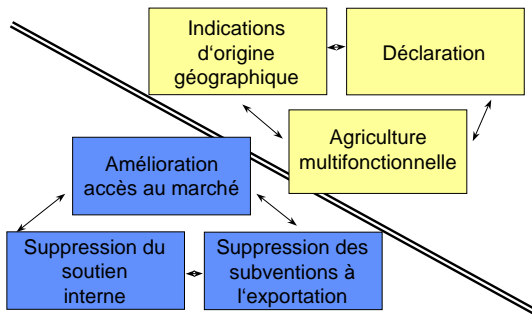 Indications
d‘origine
géographique
Déclaration
Agriculture
multifonctionnelle
Amélioration
accès au marché
Suppression du
soutien
interne
Suppression des
subventions à
l‘exportation